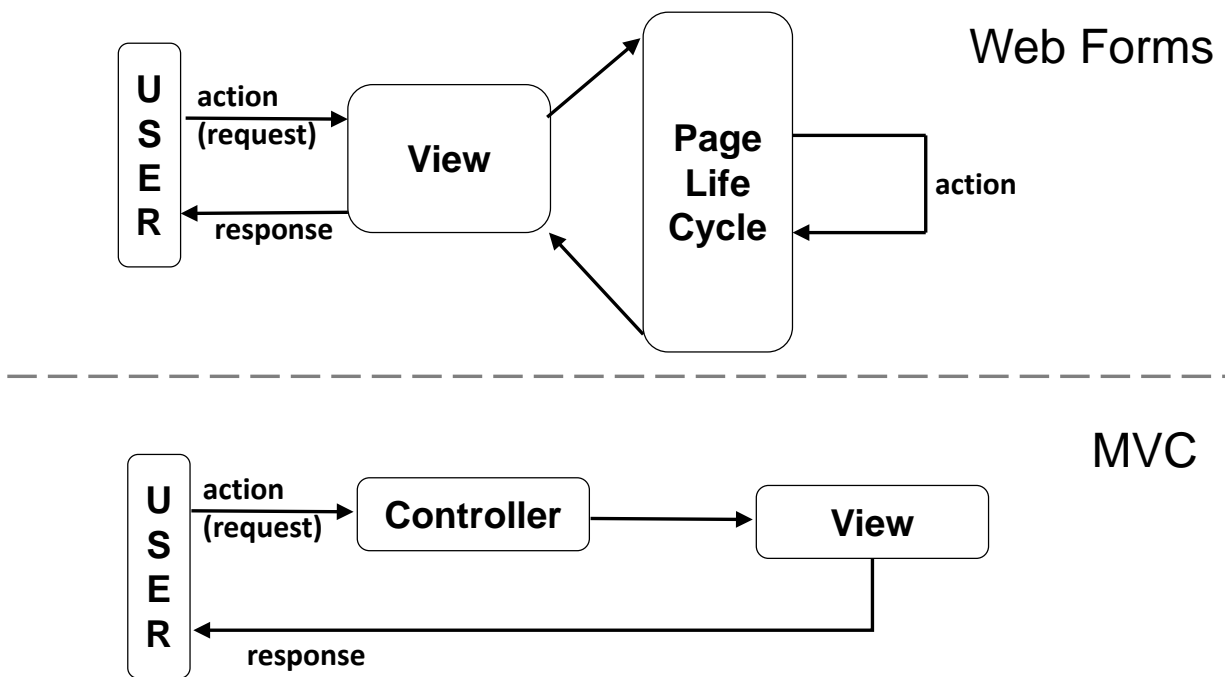 Web Forms
U
S
E
R
action
(request)
response
View
Page
Life
Cycle
action
MVC
U
S
E
R
action
(request)
Controller
View
response